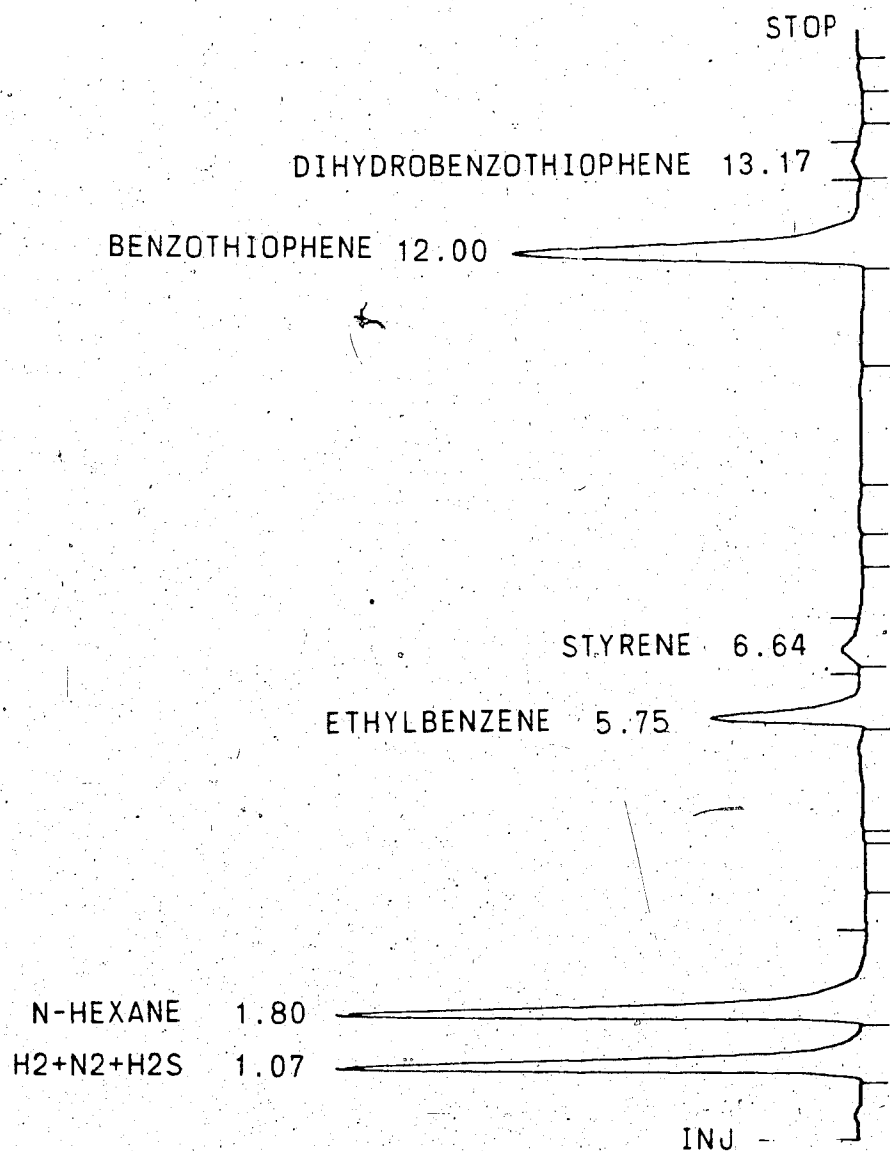 STOP
DIHYDROBENZOTHIOPHENE 13.17
BENZOTHIOPHENE 12.00
STYRENE 6.64
ETHYLBENZENE 5.75
N-HEXANE 1.80
H2+N2+H2S 1.07
INJ